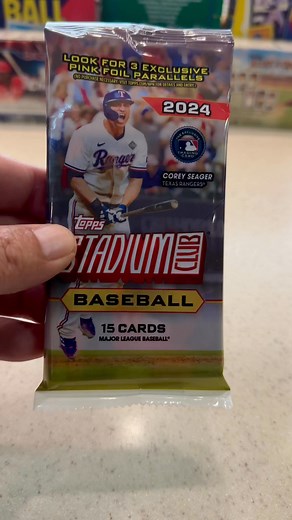 BALL
LOOK FOR 3 EXCLUSIVE
PINK FOIL PARALLELS
2024
Rangers
COREY SEAGER
TEXAS RANGERS®
Topps
STADIUM
CLUB
BASEBALL
15 CARDS
MAJOR LEAGUE BASEBALL®